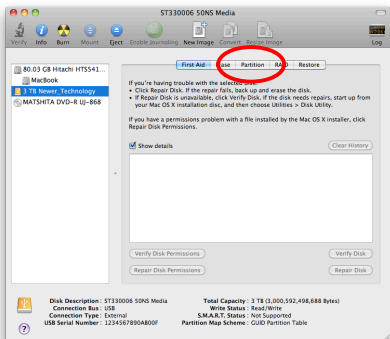 ST330006 50NS Media
Verify Info Burn Mount Eject Enable Journaling New Image Convert Resize Image Log
80.03 GB Hitachi HTS541...
MacBook
3 TB Newer_Technology
MATSHITA DVD-R UJ-868
First Aid ase Partition RAID Restore
If you're having trouble with the selected disk:
• Click Repair Disk. If the repair fails, back up and erase the disk.
• If Repair Disk is unavailable, click Verify Disk. If the disk needs repairs, start up from
your Mac OS X installation disc, and then choose Utilities > Disk Utility.
If you have a permissions problem with a file installed by the Mac OS X installer, click
Repair Disk Permissions.
Show details Clear History
Verify Disk Permissions Verify Disk
Repair Disk Permissions Repair Disk
Disk Description : ST330006 50NS Media Total Capacity : 3 TB (3,000,592,498,688 Bytes)
Connection Bus : USB Write Status : Read/Write
Connection Type : External S.M.A.R.T. Status : Not Supported
USB Serial Number : 1234567890AB00F Partition Map Scheme : GUID Partition Table
?